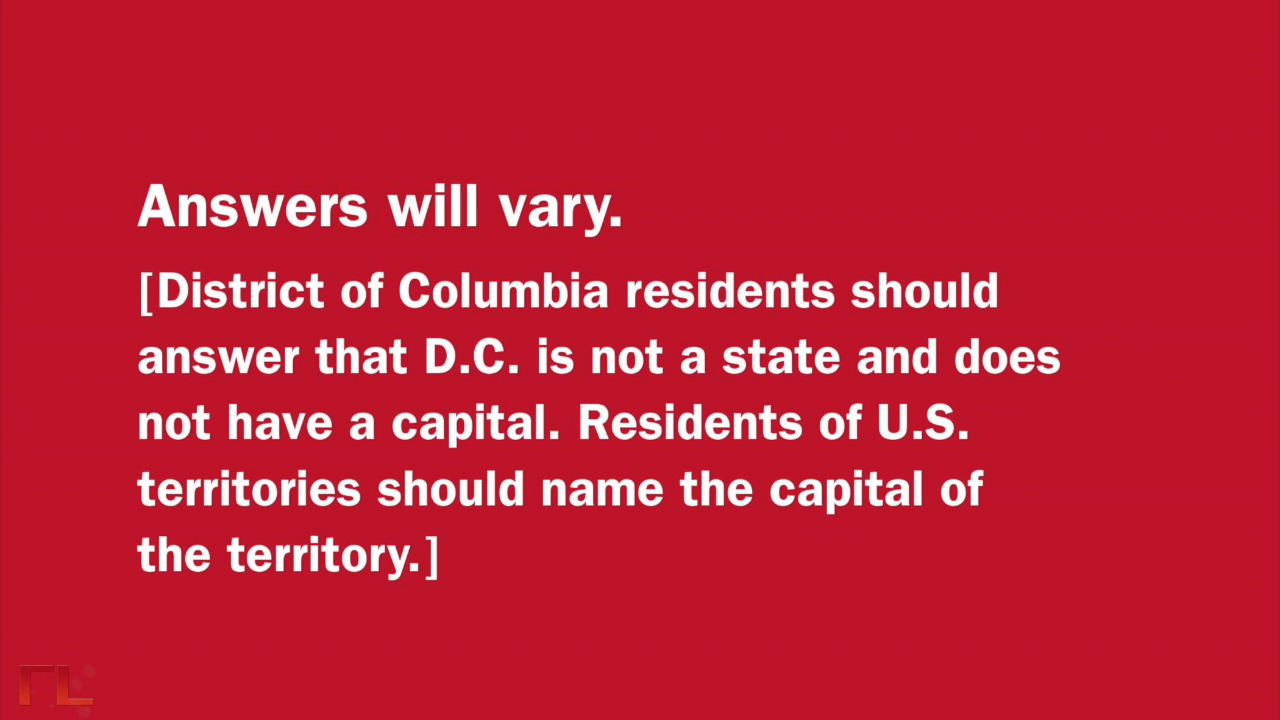 Answers will vary.
[District of Columbia residents should
answer that D.C. is not a state and does
not have a capital. Residents of U.S.
territories should name the capital of
the territory.]